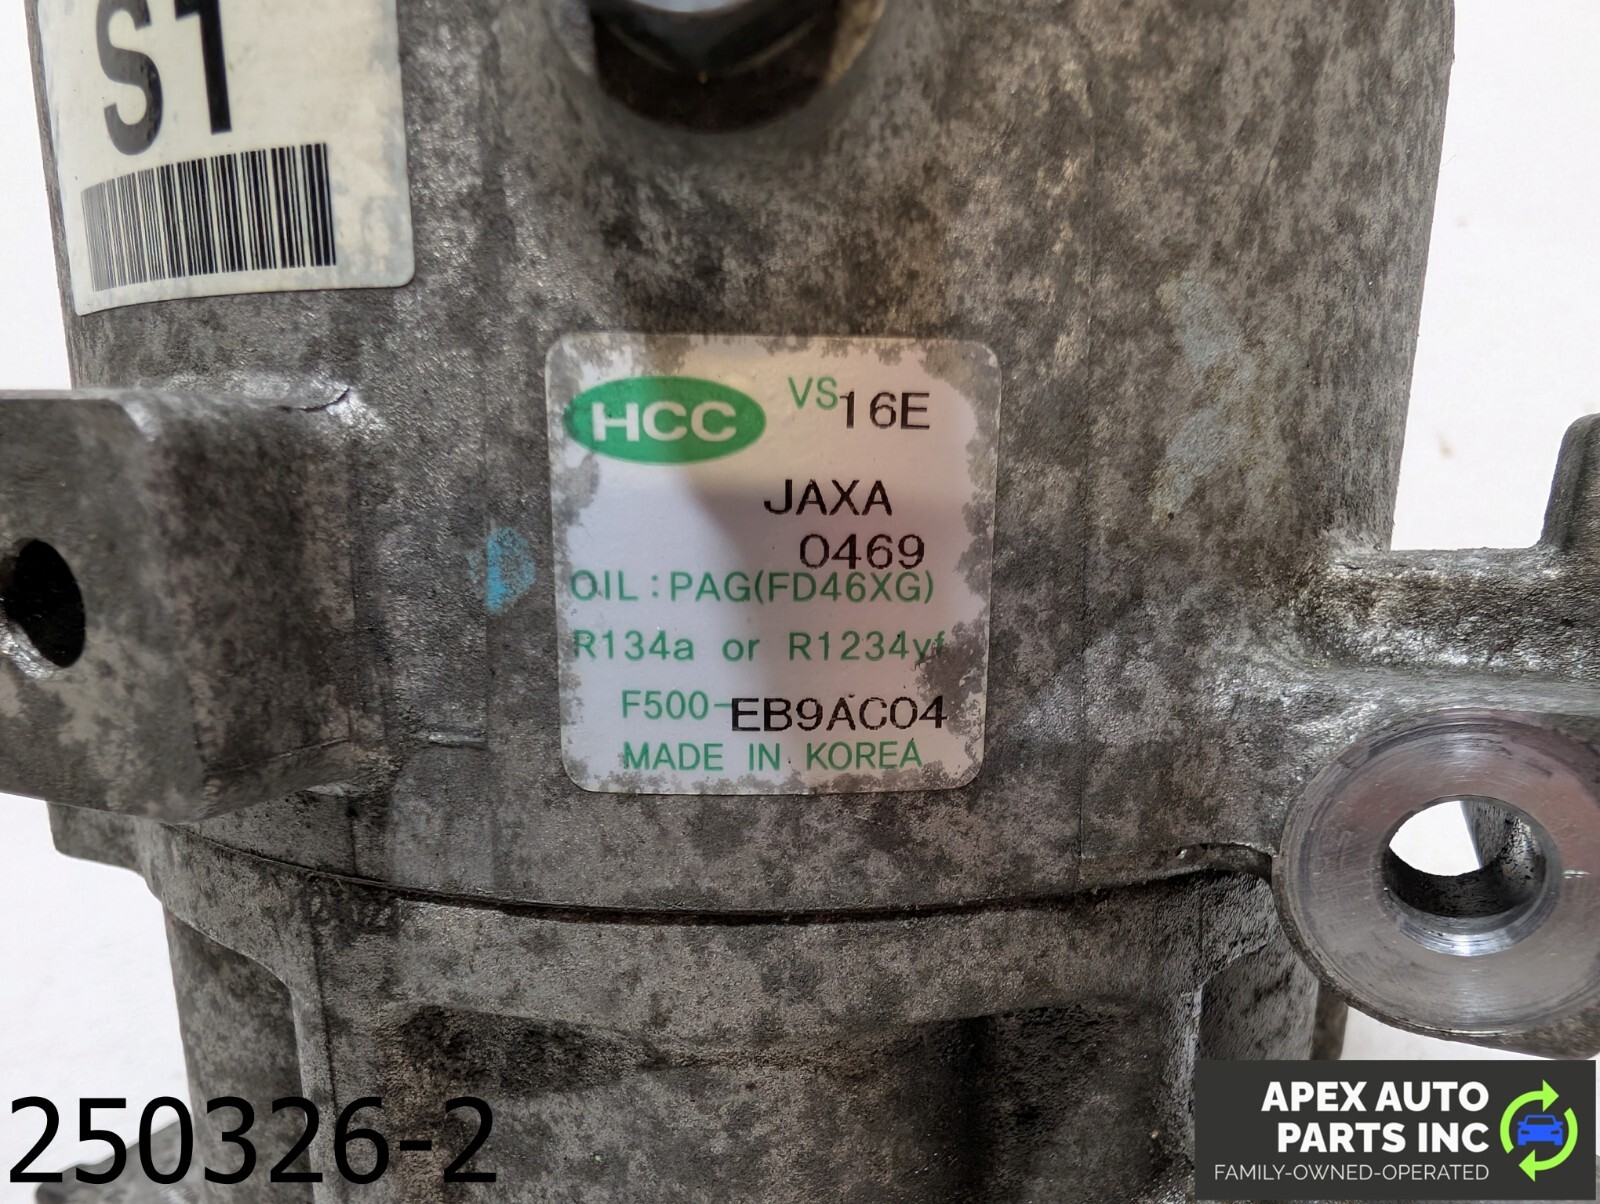 S1
HCC VS16E
JAXA
0469
OIL : PAG(FD46XG)
R134a or R1234yf
F500-EB9AC04
MADE IN KOREA
250326-2
APEX AUTO
PARTS INC
FAMILY-OWNED-OPERATED